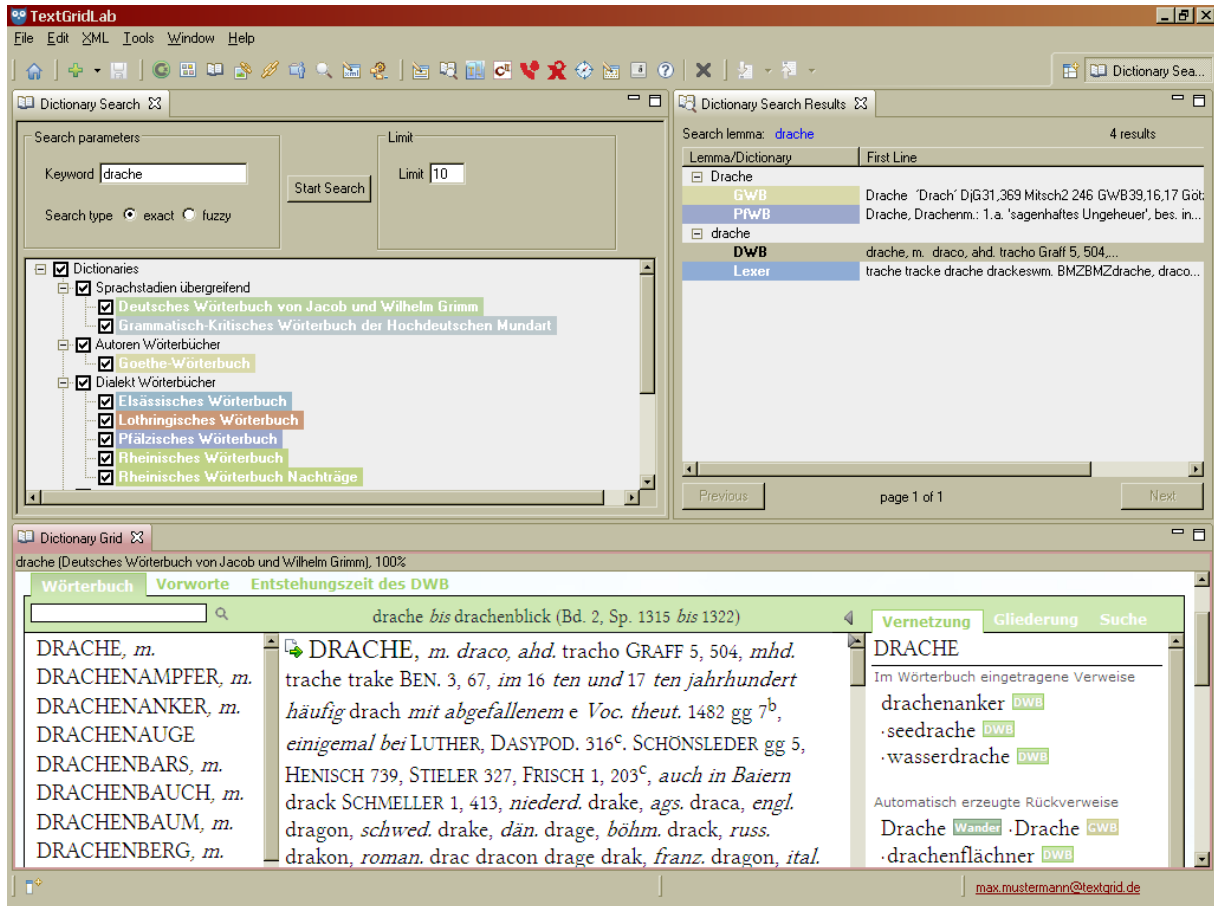 TextGridLab
File Edit XML Tools Window Help
Dictionary Sea...
Dictionary Search
Search parameters
Limit
Keyword drache
Start Search
Limit 10
Search type exact fuzzy
Dictionaries
Sprachstadien übergreifend
Deutsches Wörterbuch von Jacob und Wilhelm Grimm
Grammatisch-Kritisches Wörterbuch der Hochdeutschen Mundart
Autoren Wörterbücher
Goethe-Wörterbuch
Dialekt Wörterbücher
Elsässisches Wörterbuch
Lothringisches Wörterbuch
Pfälzisches Wörterbuch
Rheinisches Wörterbuch
Rheinisches Wörterbuch Nachträge
Dictionary Search Results
Search lemma: drache 4 results
Lemma/Dictionary First Line
Drache
GWB Drache ´Drach´ DjG31,369 Mitsch2 246 GWB39,16,17 Göt
PfWB Drache, Drachenm.: 1.a. 'sagenhaftes Ungeheuer', bes. in...
drache
DWB drache, m. draco, ahd. tracho Graff 5, 504,...
Lexer trache tracke drache drackeswm. BMZBMZdrache, draco...
Previous page 1 of 1 Next
Dictionary Grid
drache (Deutsches Wörterbuch von Jacob und Wilhelm Grimm), 100%
Wörterbuch Vorworte Entstehungszeit des DWB
drache bis drachenblick (Bd. 2, Sp. 1315 bis 1322)
DRACHE, m.
DRACHENAMPFER, m.
DRACHENANKER, m.
DRACHENAUGE
DRACHENBARS, m.
DRACHENBAUCH, m.
DRACHENBAUM, m.
DRACHENBERG, m.
DRACHE, m. draco, ahd. tracho GRAFF 5, 504, mhd.
trache trake BEN. 3, 67, im 16 ten und 17 ten jahrhundert
häufig drach mit abgefallenem e Voc. theut. 1482 gg 7b,
einigemal bei LUTHER, DASYPOD. 316c. SCHÖNSLEDER gg 5,
HENISCH 739, STIELER 327, FRISCH 1, 203c, auch in Baiern
drack SCHMELLER 1, 413, niederd. drake, ags. draca, engl.
dragon, schwed. drake, dän. drage, böhm. drack, russ.
drakon, roman. drac dracon drage drak, franz. dragon, ital.
Vernetzung Gliederung Suche
DRACHE
Im Wörterbuch eingetragene Verweise
drachenanker DWB
·seedrache DWB
·wasserdrache DWB
Automatisch erzeugte Rückverweise
Drache Wander ·Drache GWB
·drachenflächner DWB
max.mustermann@textgrid.de